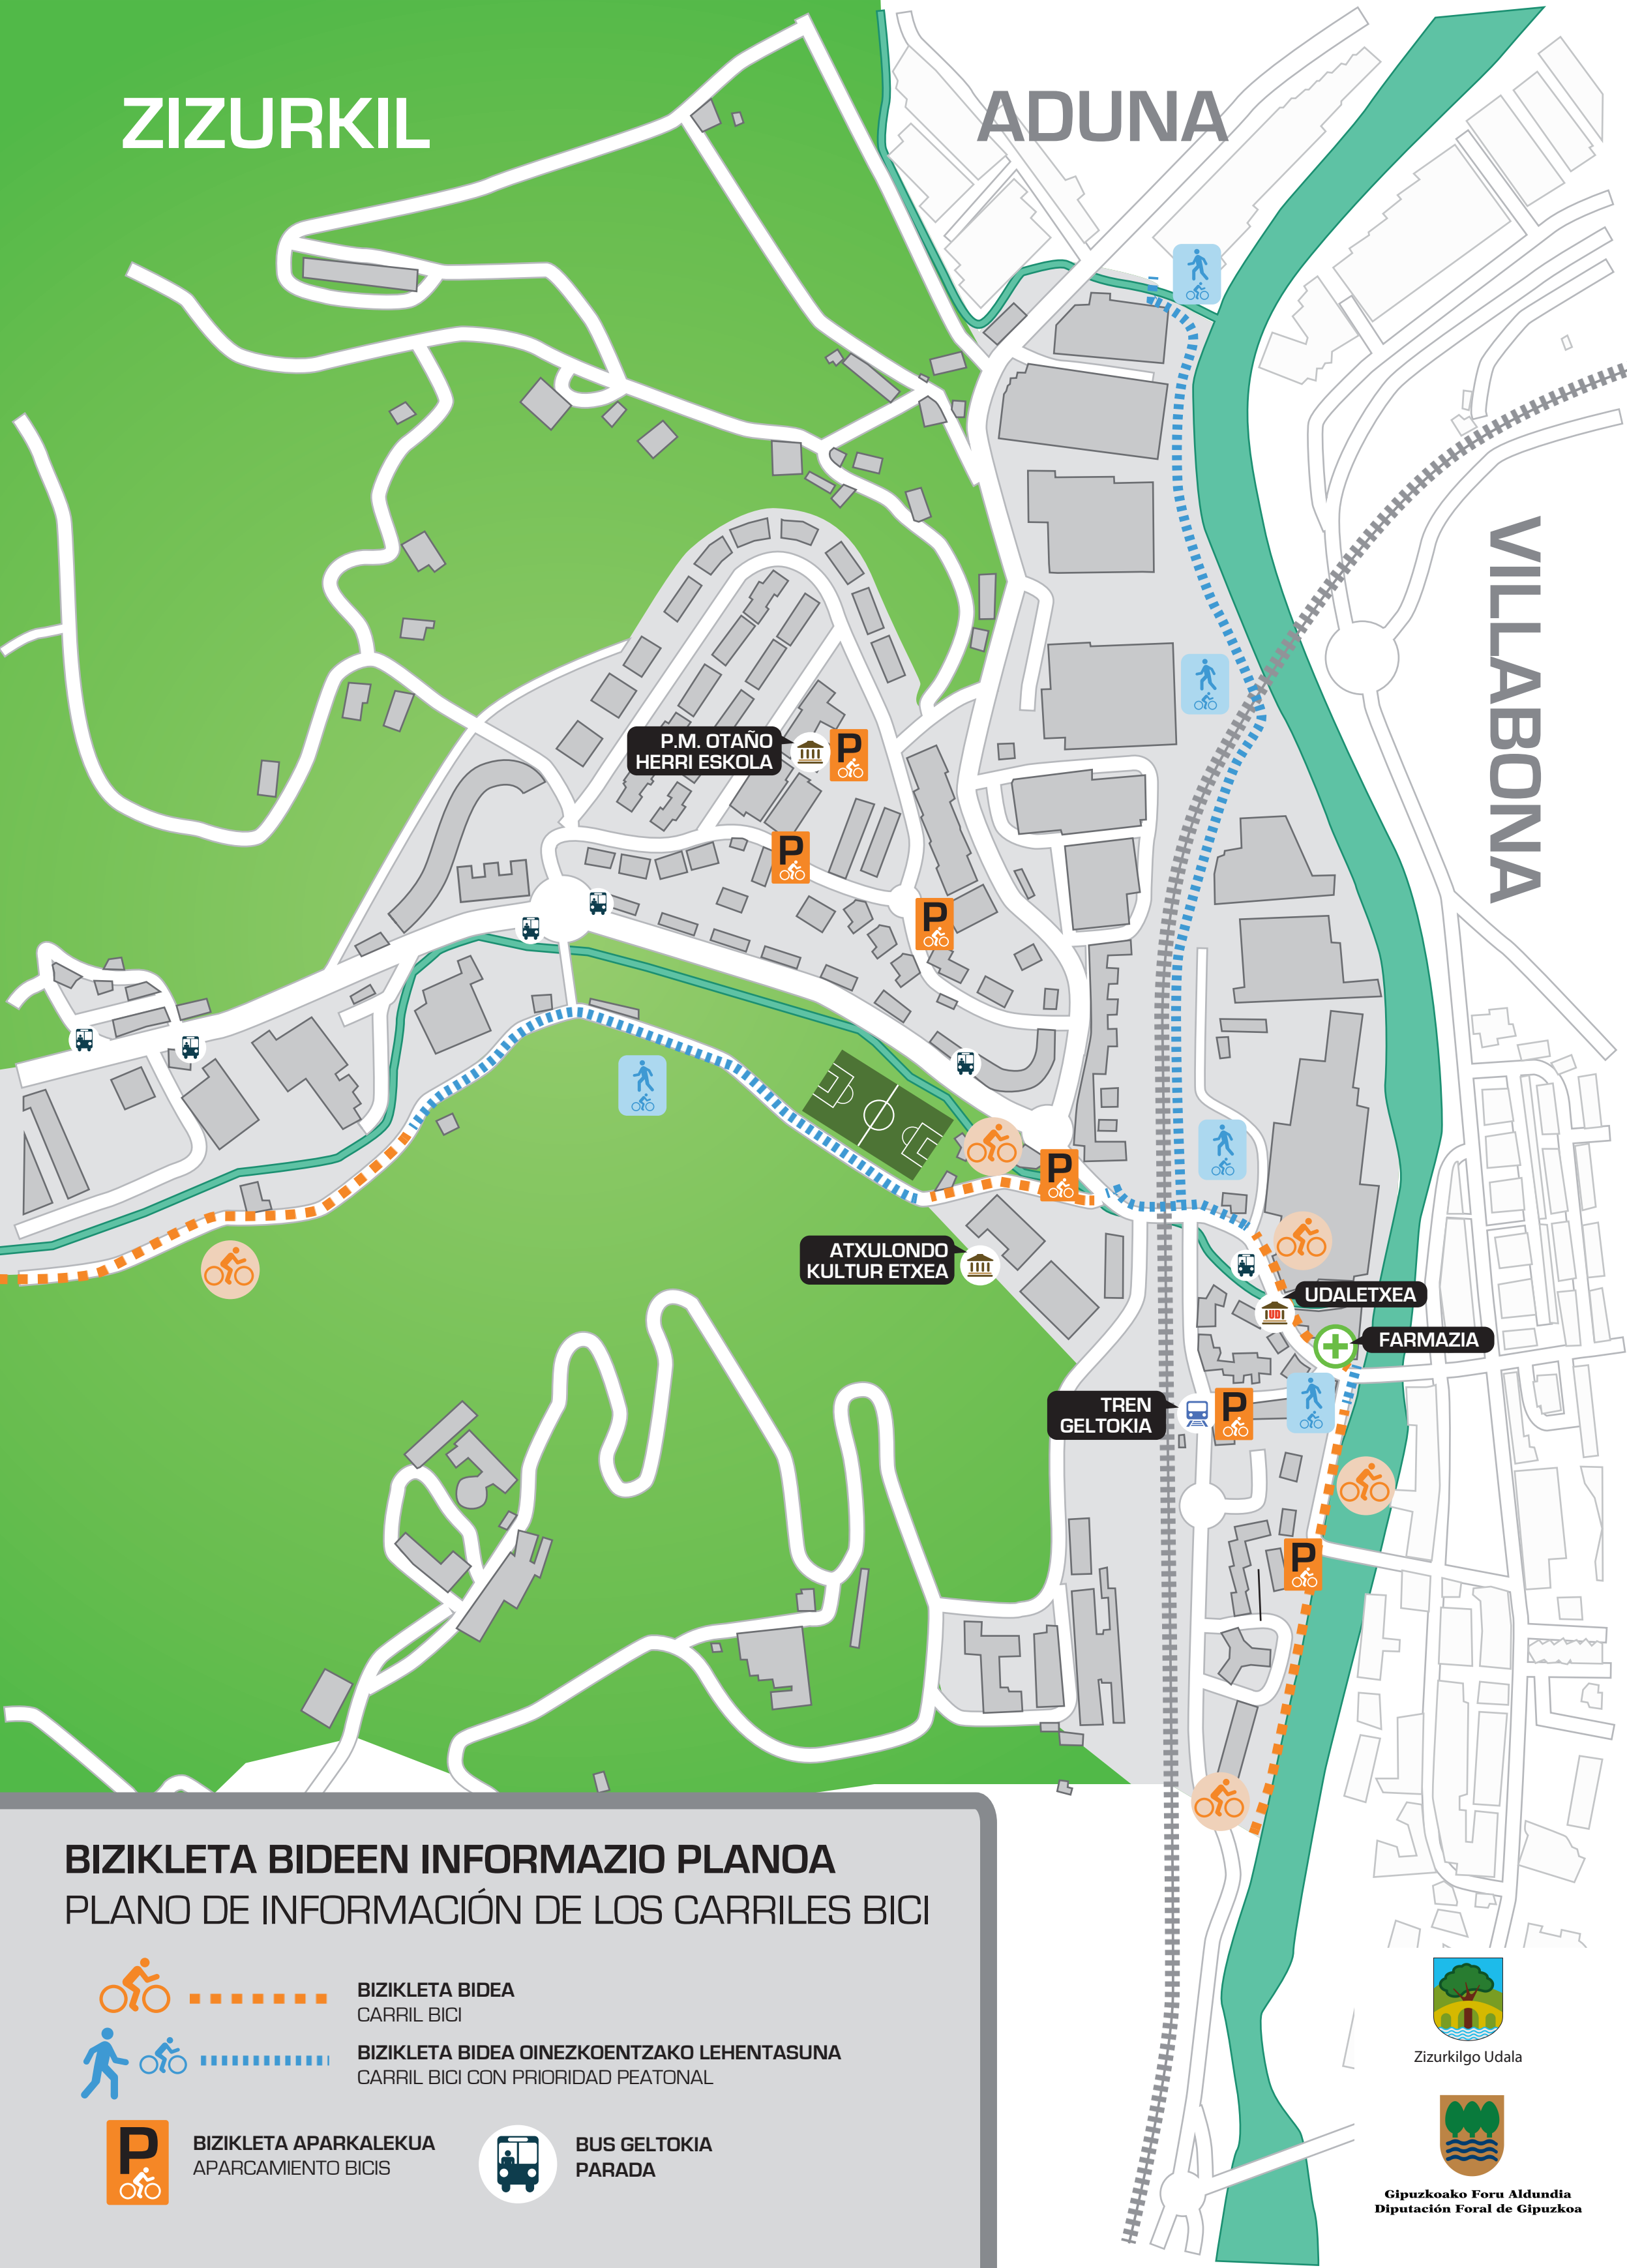 ZIZURKIL
ADUNA
VILLABONA
P.M. OTAÑO
HERRI ESKOLA
P
P
P
P
ATXULONDO
KULTUR ETXEA
UDALETXEA
UDI
FARMAZIA
TREN
GELTOKIA
P
P
BIZIKLETA BIDEEN INFORMAZIO PLANOA
PLANO DE INFORMACIÓN DE LOS CARRILES BICI
BIZIKLETA BIDEA
CARRIL BICI
BIZIKLETA BIDEA OINEZKOENTZAKO LEHENTASUNA
CARRIL BICI CON PRIORIDAD PEATONAL
P
BIZIKLETA APARKALEKUA
APARCAMIENTO BICIS
BUS GELTOKIA
PARADA
Zizurkilgo Udala
Gipuzkoako Foru Aldundia
Diputación Foral de Gipuzkoa